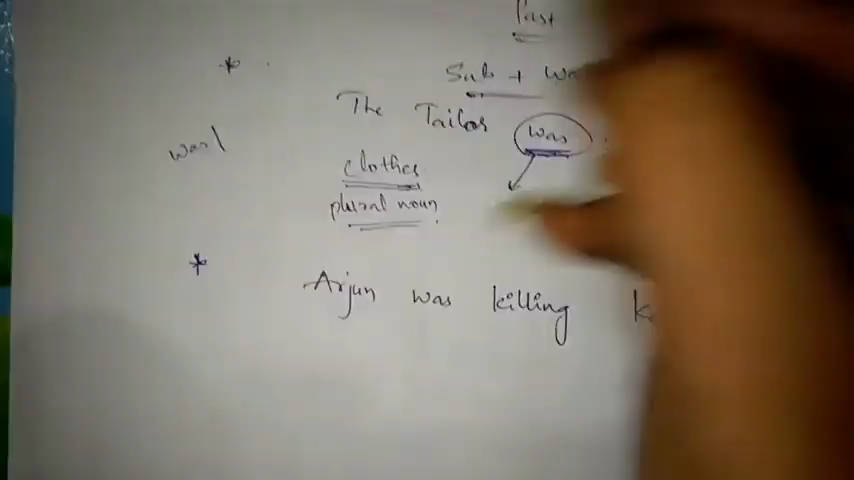 Past
* Sub + Wa
The Tailor was :
was/
clothes
plural noun
* Arjun was killing